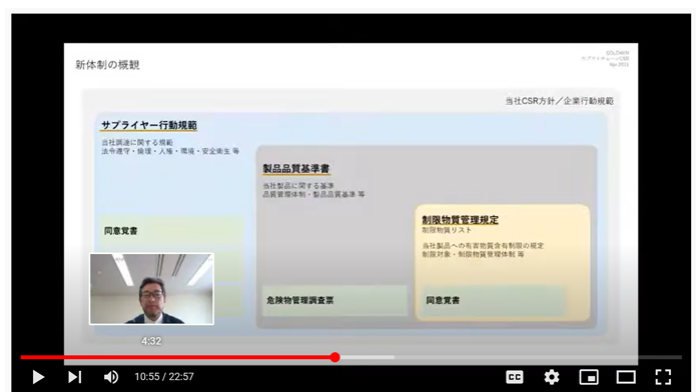 新体制の概観
当社CSR方針／企業行動規範
サプライヤー行動規範
当社調達に関する規範
法令遵守・倫理・人権・環境・安全衛生 等
製品品質基準書
当社製品に関する基準
品質管理体制・製品品質基準 等
制限物質管理規定
制限物質リスト
当社製品への有害物質含有制限の規定
制限対象・制限物質管理体制 等
同意覚書
危険物管理調査票
同意覚書
4:32
10:55 / 22:57
CC